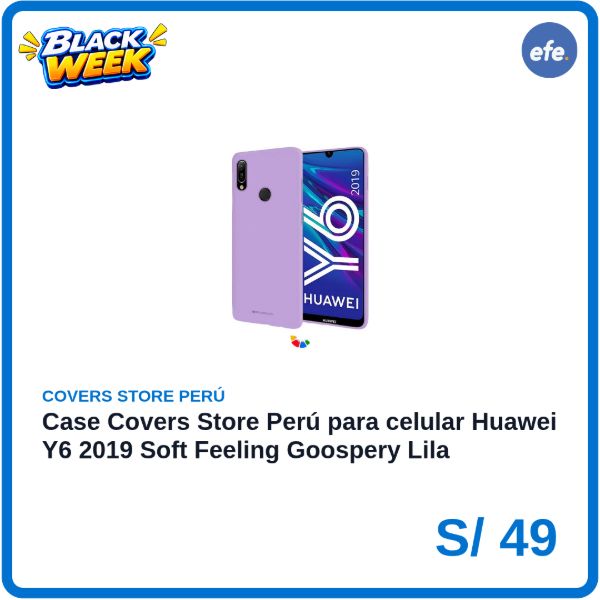 BLACK
WEEK
efe.
2019
Y6
HUAWEI
HUAWEI
COVERS STORE PERÚ
Case Covers Store Perú para celular Huawei
Y6 2019 Soft Feeling Goospery Lila
S/ 49